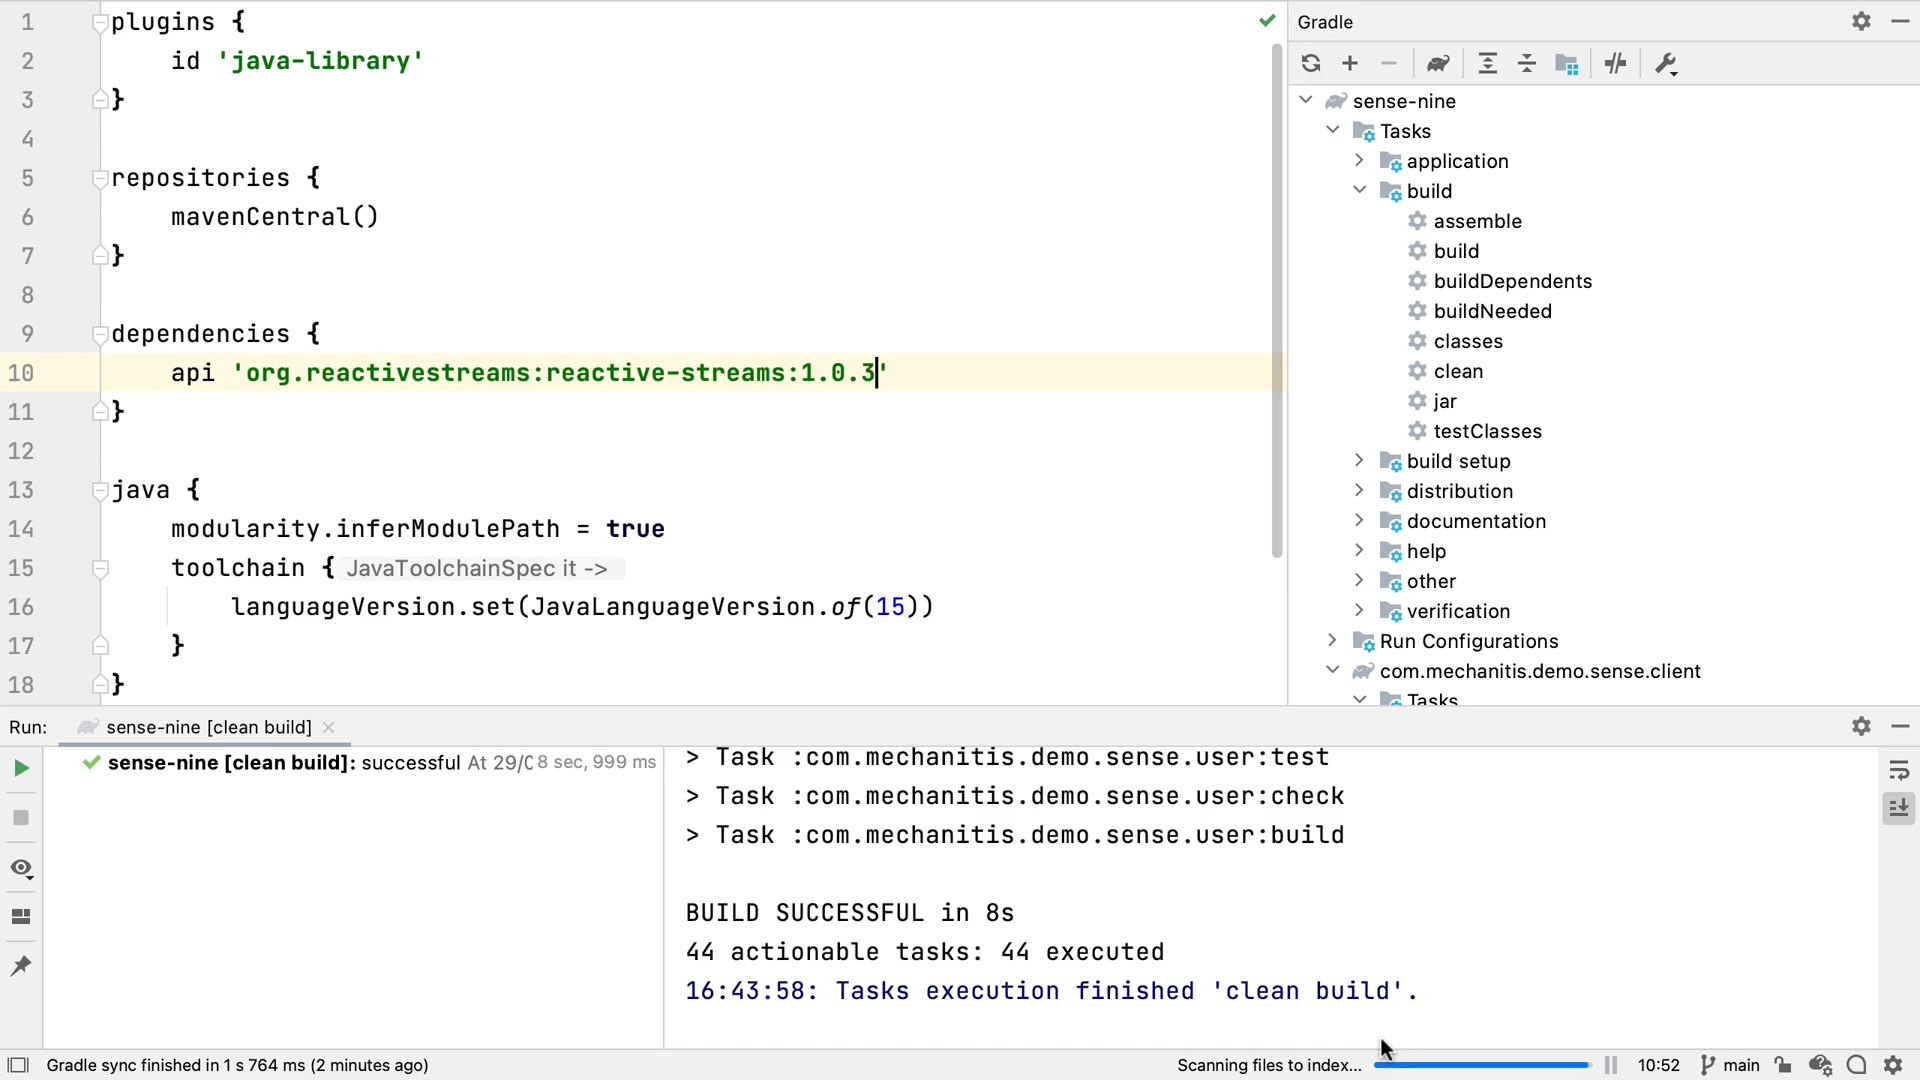 1 plugins {
2 id 'java-library'
3 }
4
5 repositories {
6 mavenCentral()
7 }
8
9 dependencies {
10 api 'org.reactivestreams:reactive-streams:1.0.3'
11 }
12
13 java {
14 modularity.inferModulePath = true
15 toolchain { JavaToolchainSpec it ->
16 languageVersion.set(JavaLanguageVersion.of(15))
17 }
18 }
Gradle
sense-nine
Tasks
application
build
assemble
build
buildDependents
buildNeeded
classes
clean
jar
testClasses
build setup
distribution
documentation
help
other
verification
Run Configurations
com.mechanitis.demo.sense.client
Tasks
Run: sense-nine [clean build]
sense-nine [clean build]: successful At 29/0 8 sec, 999 ms
> Task :com.mechanitis.demo.sense.user:test
> Task :com.mechanitis.demo.sense.user:check
> Task :com.mechanitis.demo.sense.user:build
BUILD SUCCESSFUL in 8s
44 actionable tasks: 44 executed
16:43:58: Tasks execution finished 'clean build'.
Gradle sync finished in 1 s 764 ms (2 minutes ago)
Scanning files to index...
10:52
main